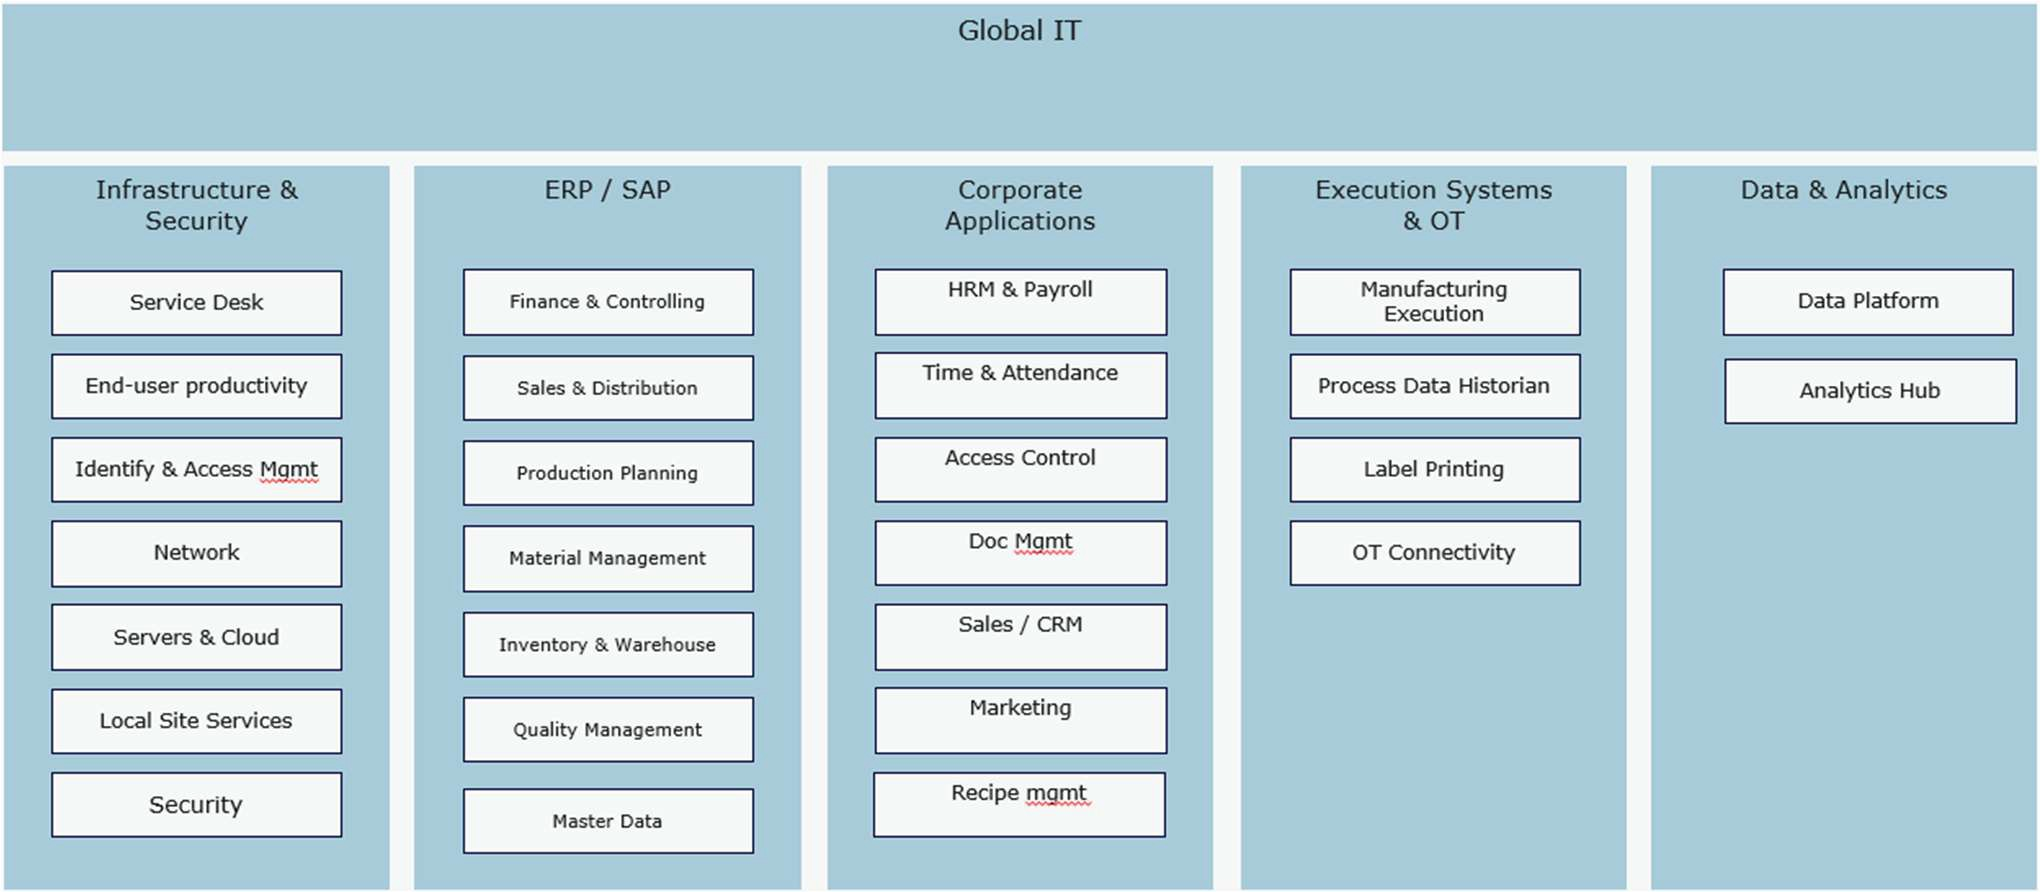 Global IT
Infrastructure &
Security
Service Desk
End-user productivity
Identify & Access Mgmt
Network
Servers & Cloud
Local Site Services
Security
ERP / SAP
Finance & Controlling
Sales & Distribution
Production Planning
Material Management
Inventory & Warehouse
Quality Management
Master Data
Corporate
Applications
HRM & Payroll
Time & Attendance
Access Control
Doc Mgmt
Sales / CRM
Marketing
Recipe mgmt
Execution Systems
& OT
Manufacturing
Execution
Process Data Historian
Label Printing
OT Connectivity
Data & Analytics
Data Platform
Analytics Hub